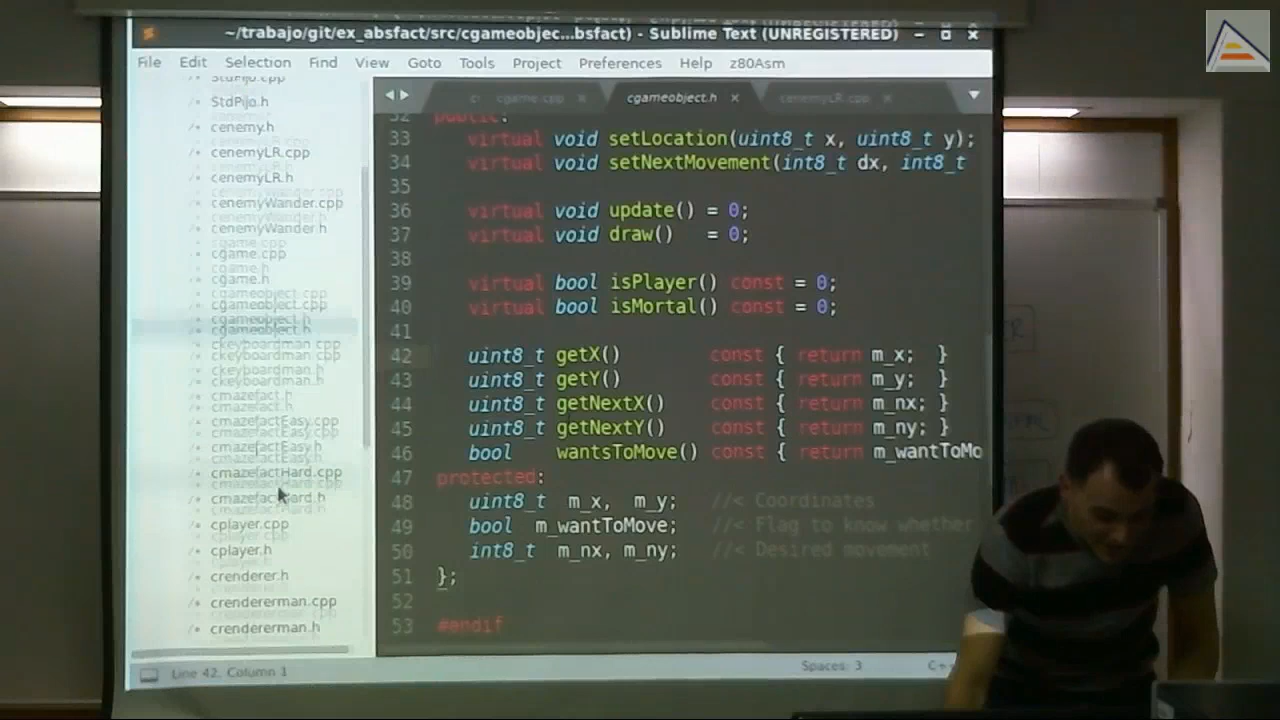 ~/trabajo/git/ex_absfact/src/cgameobjec...bsfact) - Sublime Text (UNREGISTERED)
File Edit Selection Find View Goto Tools Project Preferences Help z80Asm
cgame.cpp × cgameobject.h × cenemyLR.cpp ×
/* StdPijo.h
/* cenemy.h
/* cenemyLR.cpp
/* cenemyLR.h
/* cenemyWander.cpp
/* cenemyWander.h
/* cgame.cpp
/* cgame.h
/* cgameobject.cpp
/* cgameobject.h
/* ckeyboardman.cpp
/* ckeyboardman.h
/* cmazefact.h
/* cmazefactEasy.cpp
/* cmazefactEasy.h
/* cmazefactHard.cpp
/* cmazefactHard.h
/* cplayer.cpp
/* cplayer.h
/* crenderer.h
/* crendererman.cpp
/* crendererman.h
32 public:
33 virtual void setLocation(uint8_t x, uint8_t y);
34 virtual void setNextMovement(int8_t dx, int8_t
35
36 virtual void update() = 0;
37 virtual void draw() = 0;
38
39 virtual bool isPlayer() const = 0;
40 virtual bool isMortal() const = 0;
41
42 uint8_t getX() const { return m_x; }
43 uint8_t getY() const { return m_y; }
44 uint8_t getNextX() const { return m_nx; }
45 uint8_t getNextY() const { return m_ny; }
46 bool wantsToMove() const { return m_wantToMo
47 protected:
48 uint8_t m_x, m_y; //< Coordinates
49 bool m_wantToMove; //< Flag to know whether
50 int8_t m_nx, m_ny; //< Desired movement
51 };
52
53 #endif
Line 42, Column 1 Spaces: 3 C++